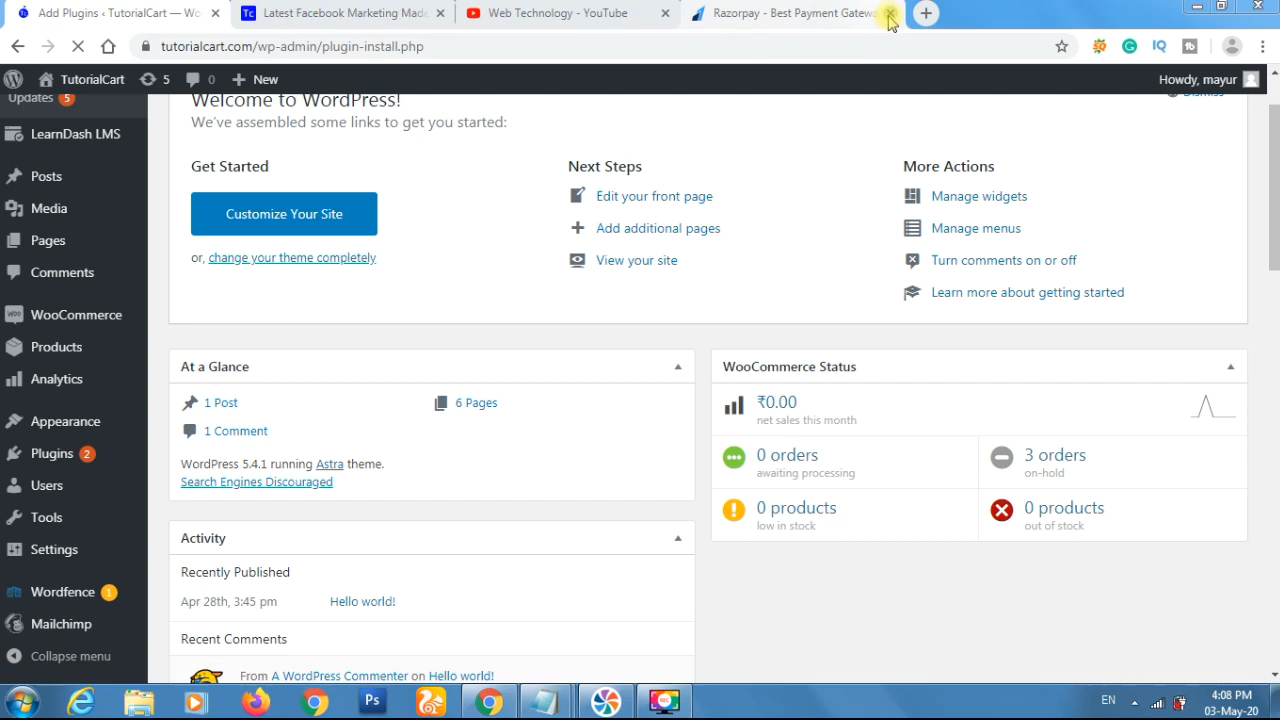 Add Plugins ‹ TutorialCart — Wo
Latest Facebook Marketing Made
Web Technology - YouTube
Razorpay - Best Payment Gatewa
tutorialcart.com/wp-admin/plugin-install.php
TutorialCart 5 0 New
Howdy, mayur
Updates 5
LearnDash LMS
Posts
Media
Pages
Comments
WooCommerce
Products
Analytics
Appearance
Plugins 2
Users
Tools
Settings
Wordfence 1
Mailchimp
Collapse menu
Welcome to WordPress!
Dismiss
We've assembled some links to get you started:
Get Started
Customize Your Site
or, change your theme completely
Next Steps
Edit your front page
Add additional pages
View your site
More Actions
Manage widgets
Manage menus
Turn comments on or off
Learn more about getting started
At a Glance
1 Post
6 Pages
1 Comment
WordPress 5.4.1 running Astra theme.
Search Engines Discouraged
Activity
Recently Published
Apr 28th, 3:45 pm Hello world!
Recent Comments
From A WordPress Commenter on Hello world!
WooCommerce Status
₹0.00
net sales this month
0 orders
awaiting processing
3 orders
on-hold
0 products
low in stock
0 products
out of stock
EN
4:08 PM
03-May-20